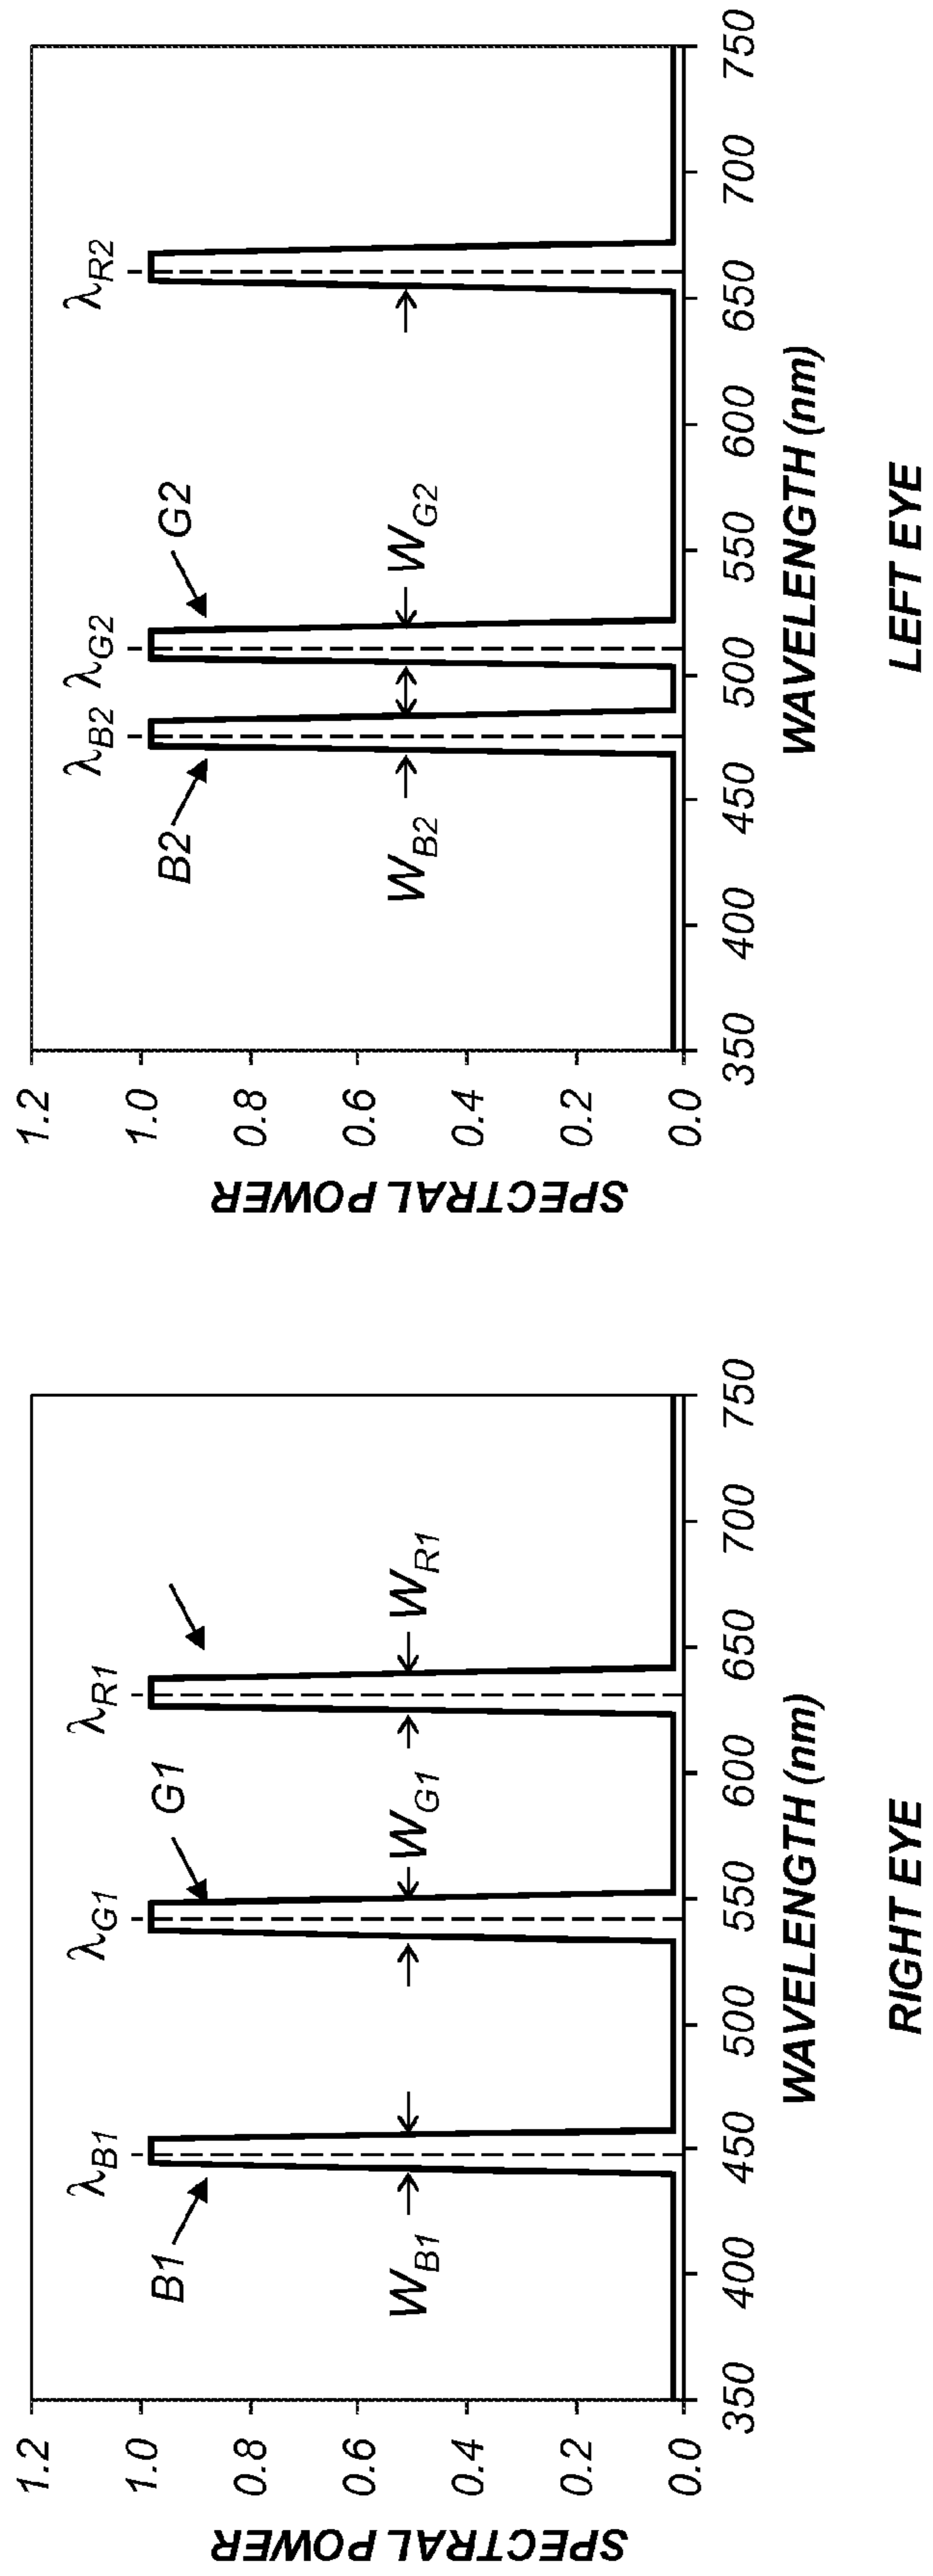 1.2
1.0
0.8
0.6
0.4
0.2
0.0
SPECTRAL POWER
λB1
λG1
λR1
B1
G1
WB1
WG1
WR1
350
400
450
500
550
600
650
700
750
WAVELENGTH (nm)
RIGHT EYE
1.2
1.0
0.8
0.6
0.4
0.2
0.0
SPECTRAL POWER
λB2
λG2
λR2
B2
G2
WB2
WG2
350
400
450
500
550
600
650
700
750
WAVELENGTH (nm)
LEFT EYE